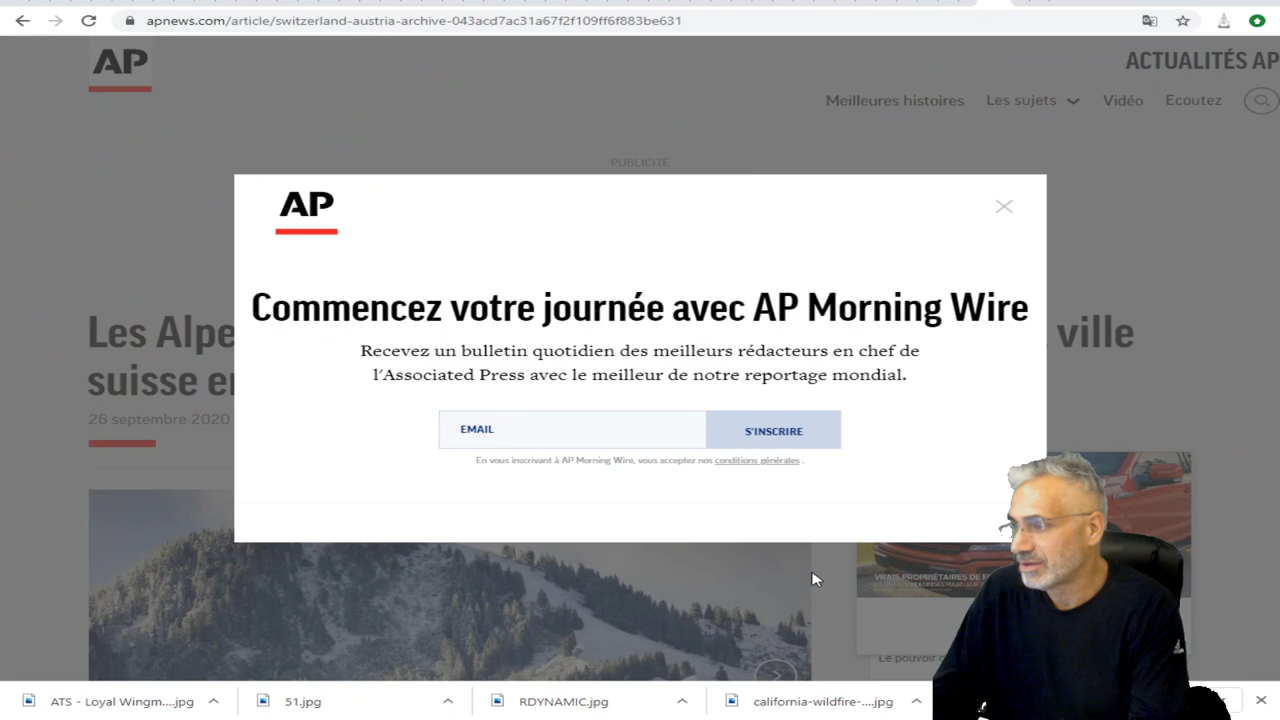 apnews.com/article/switzerland-austria-archive-043acd7ac31a67f2f109ff6f883be631
AP
ACTUALITÉS AP
Meilleures histoires Les sujets Vidéo Ecoutez
PUBLICITÉ
AP
Commencez votre journée avec AP Morning Wire
Recevez un bulletin quotidien des meilleurs rédacteurs en chef de
l'Associated Press avec le meilleur de notre reportage mondial.
EMAIL S'INSCRIRE
En vous inscrivant à AP Morning Wire, vous acceptez nos conditions générales .
Les Alpe ville
suisse e
26 septembre 2020
VRAIS PROPRIÉTAIRES DE
Le pouvoir
ATS - Loyal Wingm....jpg 51.jpg RDYNAMIC.jpg california-wildfire-....jpg